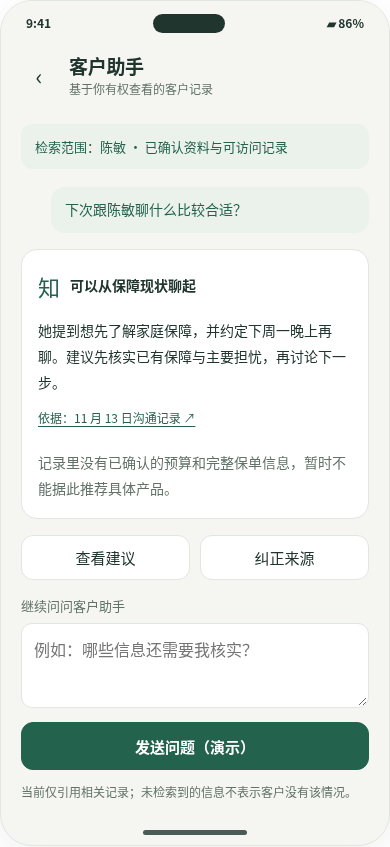 9:41
86%
‹
客户助手
基于你有权查看的客户记录
检索范围：陈敏 · 已确认资料与可访问记录
下次跟陈敏聊什么比较合适？
知 可以从保障现状聊起
她提到想先了解家庭保障，并约定下周一晚上再
聊。建议先核实已有保障与主要担忧，再讨论下一
步。
依据：11 月 13 日沟通记录 ↗
记录里没有已确认的预算和完整保单信息，暂时不
能据此推荐具体产品。
查看建议
纠正来源
继续问问客户助手
例如：哪些信息还需要我核实？
发送问题（演示）
当前仅引用相关记录；未检索到的信息不表示客户没有该情况。